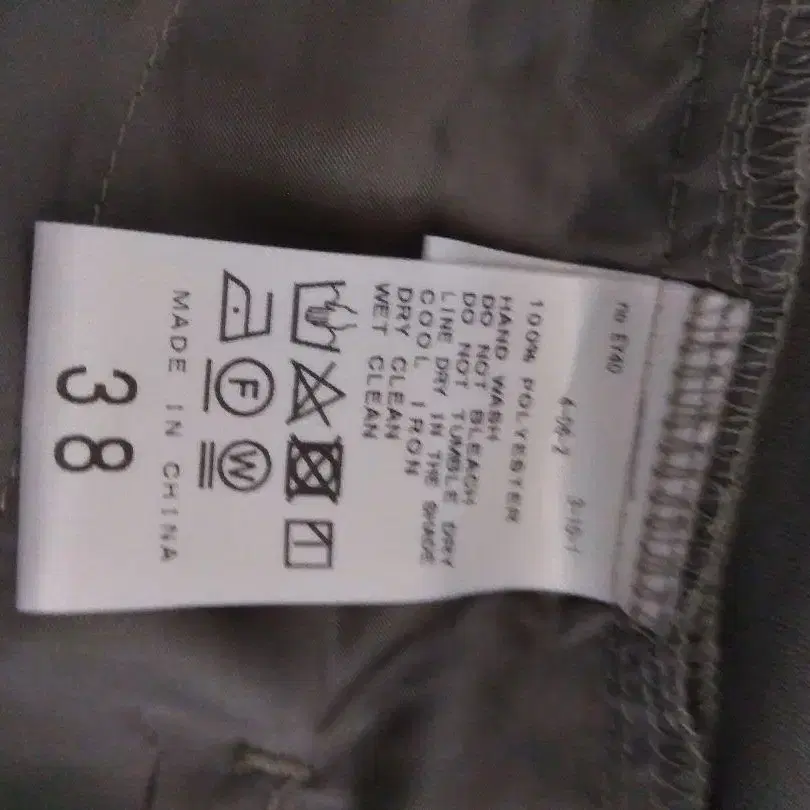 100% POLYESTER
HAND WASH
DO NOT BLEACH
DO NOT TUMBLE DRY
LINE DRY IN THE SHADE
COOL IRON
DRY CLEAN
WET CLEAN
F
W
MADE IN CHINA
38